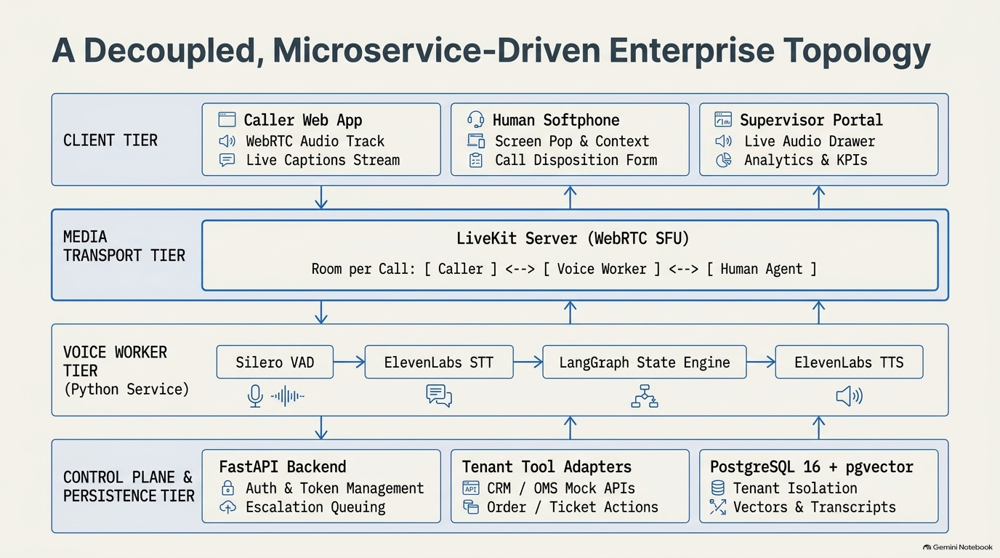 A Decoupled, Microservice-Driven Enterprise Topology
CLIENT TIER
Caller Web App
WebRTC Audio Track
Live Captions Stream
Human Softphone
Screen Pop & Context
Call Disposition Form
Supervisor Portal
Live Audio Drawer
Analytics & KPIs
MEDIA
TRANSPORT TIER
LiveKit Server (WebRTC SFU)
Room per Call: [ Caller ] <--> [ Voice Worker ] <--> [ Human Agent ]
VOICE WORKER
TIER
(Python Service)
Silero VAD
ElevenLabs STT
LangGraph State Engine
ElevenLabs TTS
CONTROL PLANE &
PERSISTENCE TIER
FastAPI Backend
Auth & Token Management
Escalation Queuing
Tenant Tool Adapters
API
CRM / OMS Mock APIs
Order / Ticket Actions
PostgreSQL 16 + pgvector
Tenant Isolation
Vectors & Transcripts
Gemini Notebook